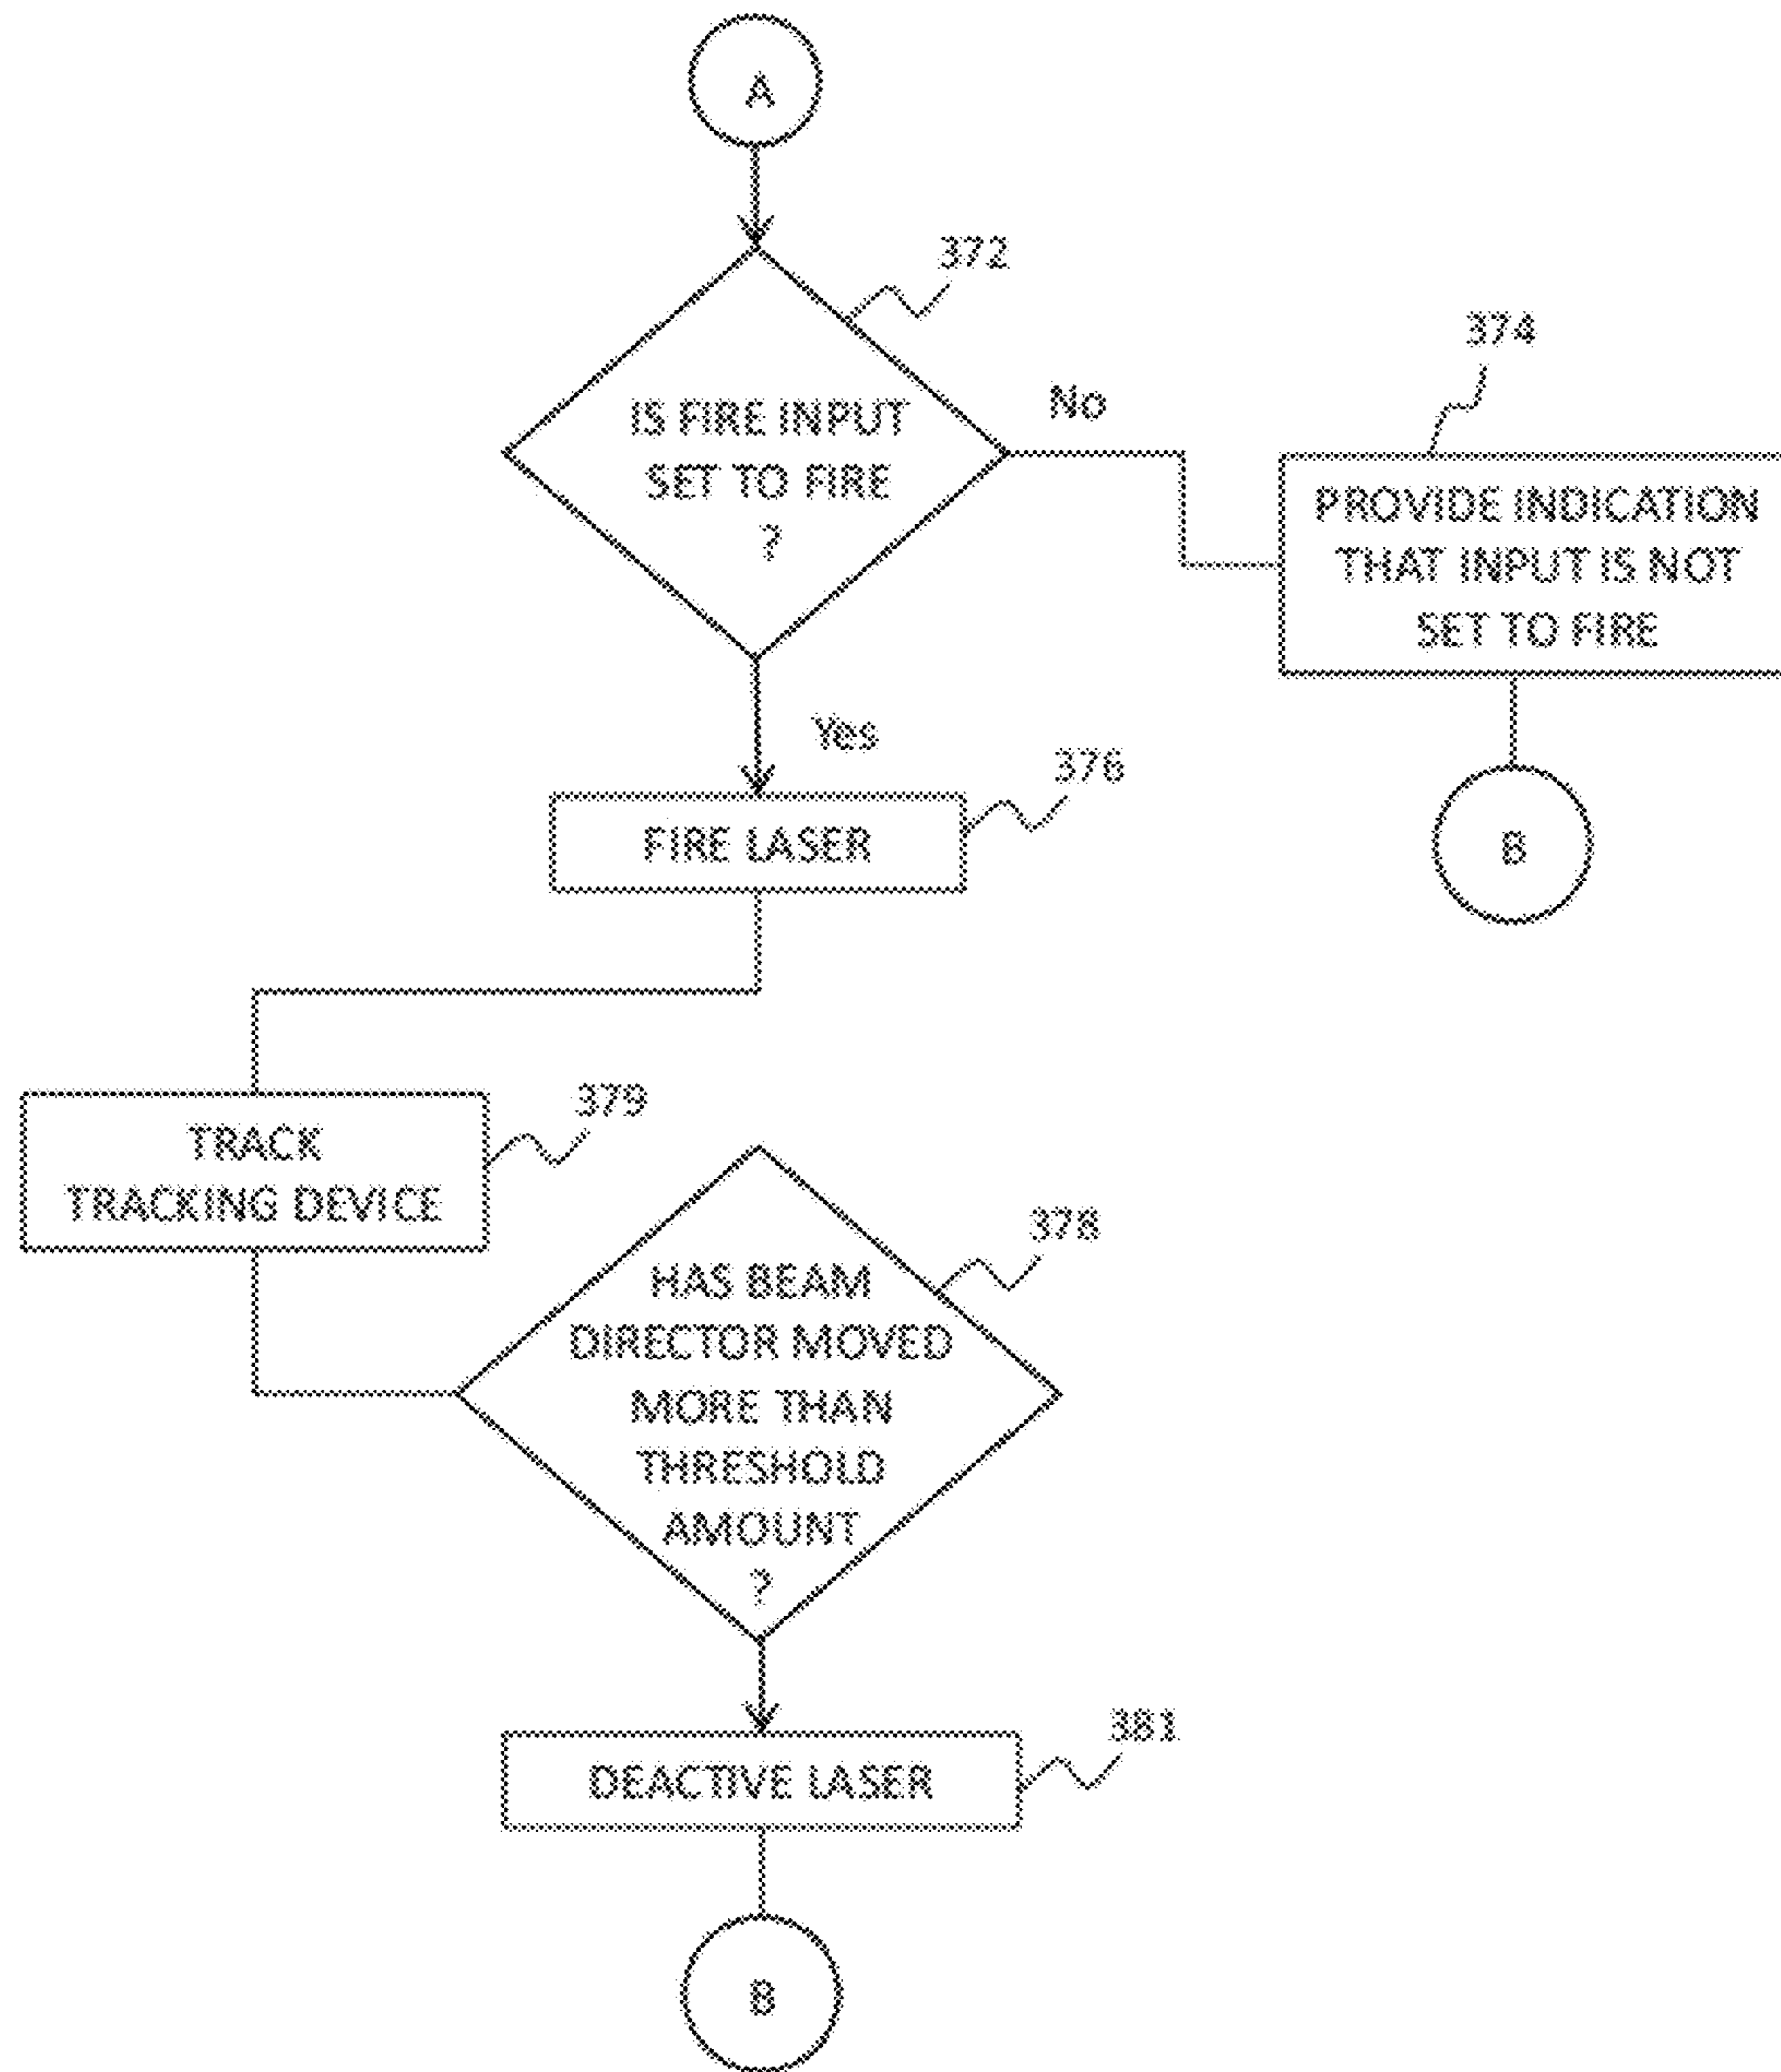 A
372
IS FIRE INPUT
SET TO FIRE
?
No
374
PROVIDE INDICATION
THAT INPUT IS NOT
SET TO FIRE
Yes
376
FIRE LASER
B
379
TRACK
TRACKING DEVICE
378
HAS BEAM
DIRECTOR MOVED
MORE THAN
THRESHOLD
AMOUNT
?
381
DEACTIVE LASER
B